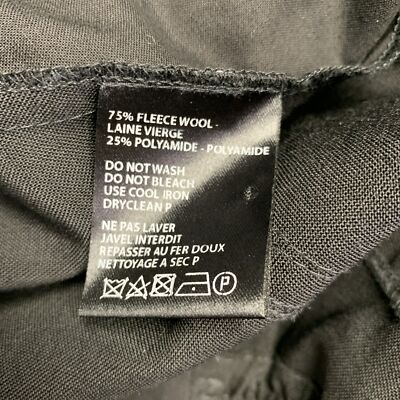 75% FLEECE WOOL -
LAINE VIERGE
25% POLYAMIDE - POLYAMIDE
DO NOT WASH
DO NOT BLEACH
USE COOL IRON
DRYCLEAN P
NE PAS LAVER
JAVEL INTERDIT
REPASSER AU FER DOUX
NETTOYAGE A SEC P
P